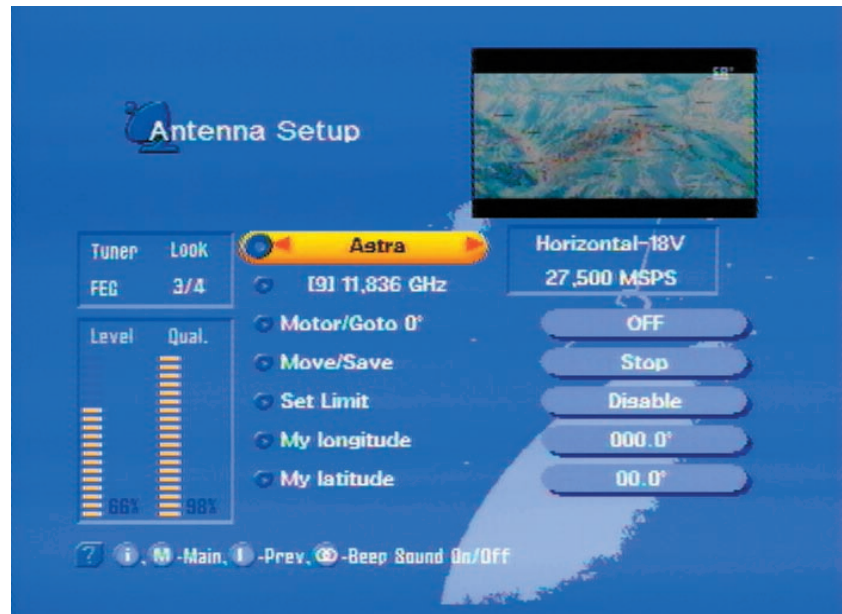 Antenna Setup
Tuner Look
FEC 3/4
Astra
[9] 11,836 GHz
Horizontal-18V
27,500 MSPS
Level Qual.
66% 98%
Motor/Goto 0° OFF
Move/Save Stop
Set Limit Disable
My longitude 000.0°
My latitude 00.0°
? i, M -Main, I -Prev, -Beep Sound On/Off